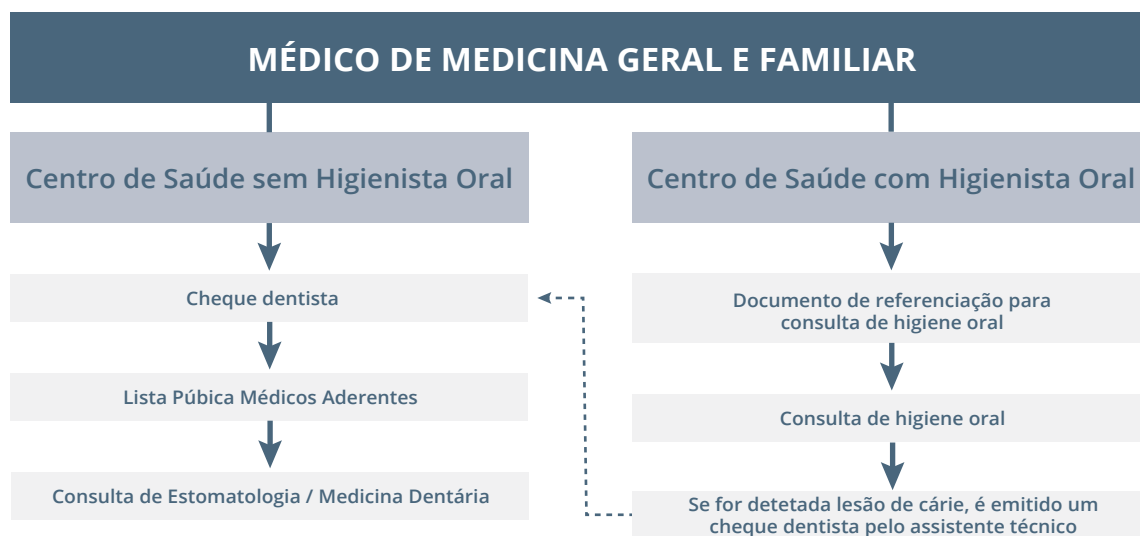 MÉDICO DE MEDICINA GERAL E FAMILIAR
Centro de Saúde sem Higienista Oral
Cheque dentista
Lista Púbica Médicos Aderentes
Consulta de Estomatologia / Medicina Dentária
Centro de Saúde com Higienista Oral
Documento de referenciação para
consulta de higiene oral
Consulta de higiene oral
Se for detetada lesão de cárie, é emitido um
cheque dentista pelo assistente técnico